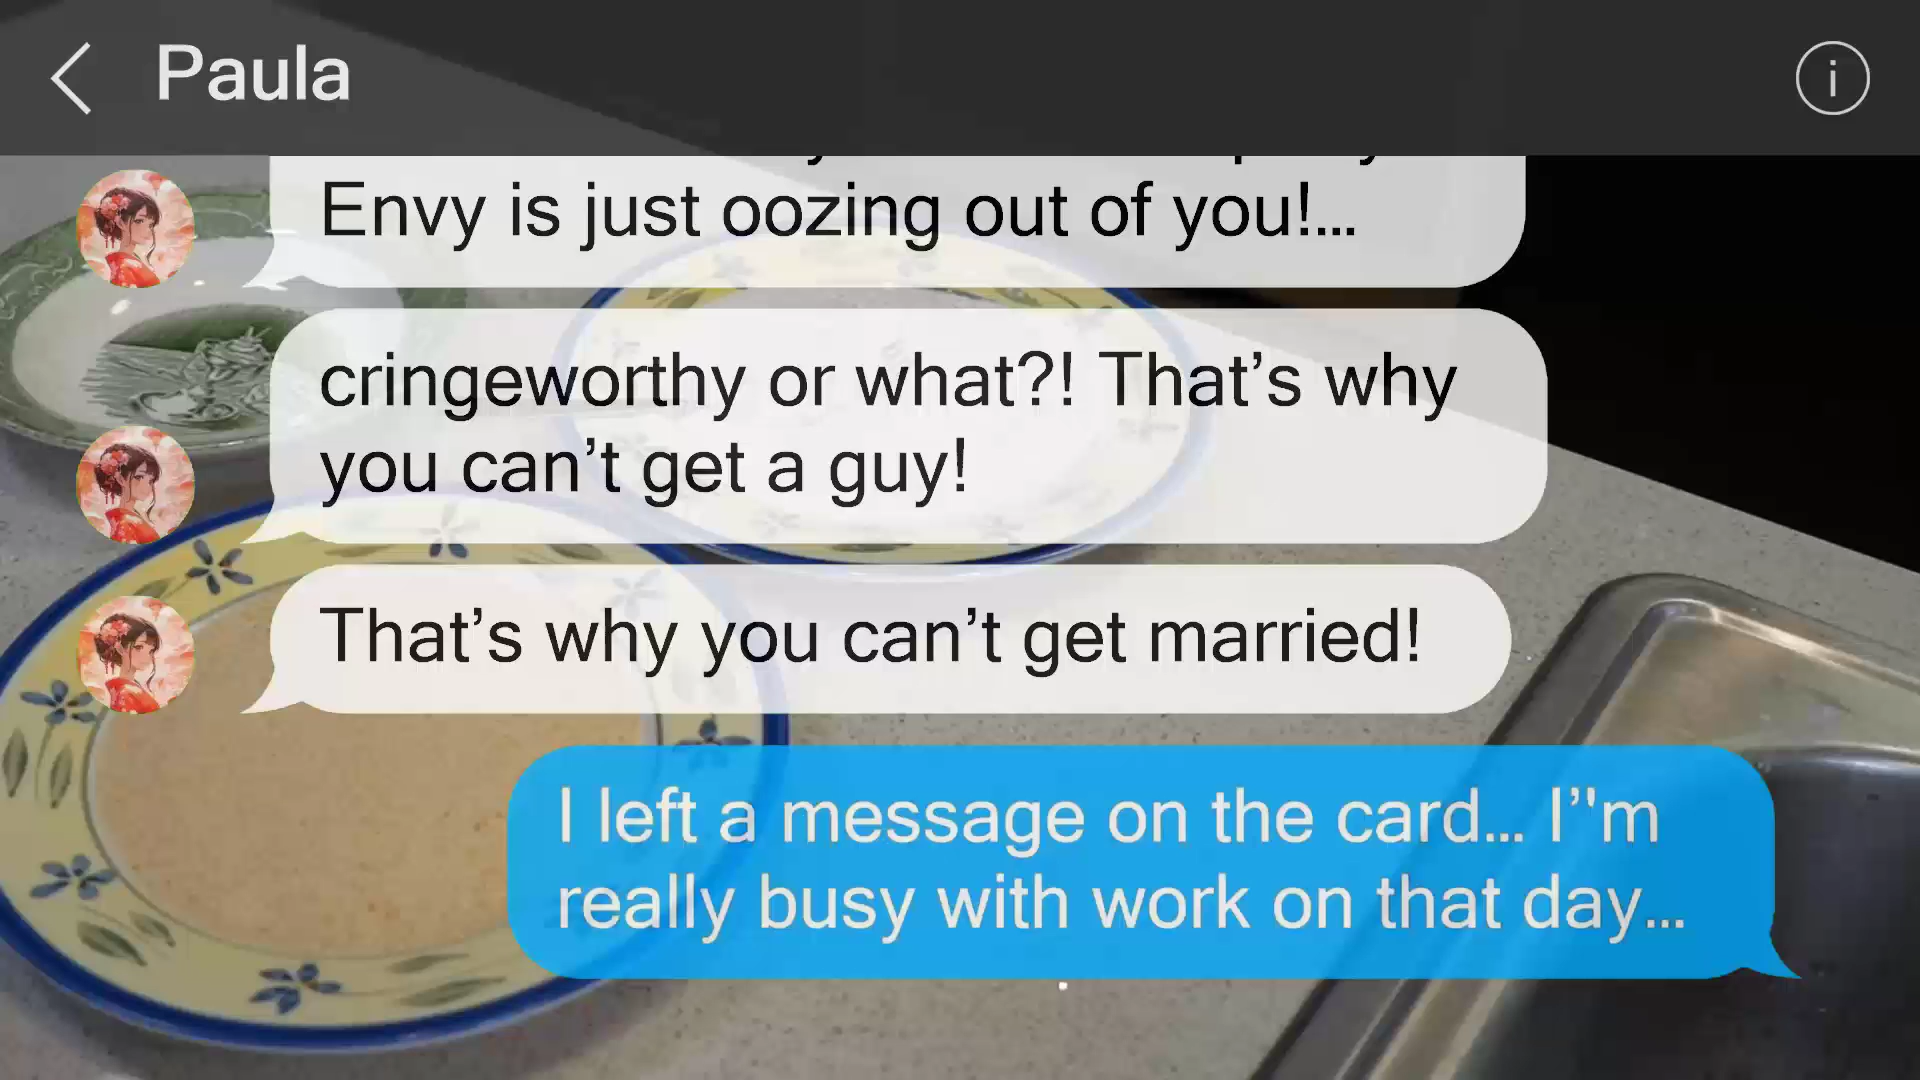 Paula
Envy is just oozing out of you!...
cringeworthy or what?! That’s why
you can’t get a guy!
That’s why you can’t get married!
I left a message on the card... I’'m
really busy with work on that day...